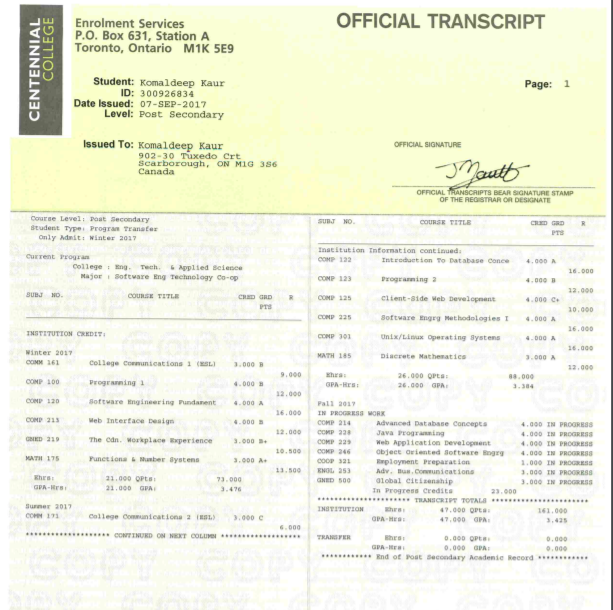 CENTENNIAL
COLLEGE
Enrolment Services
P.O. Box 631, Station A
Toronto, Ontario M1K 5E9
OFFICIAL TRANSCRIPT
Student: Komaldeep Kaur
ID: 300926834
Date Issued: 07-SEP-2017
Level: Post Secondary
Page: 1
Issued To: Komaldeep Kaur
902-30 Tuxedo Crt
Scarborough, ON M1G 3S6
Canada
OFFICIAL SIGNATURE
OFFICIAL TRANSCRIPTS BEAR SIGNATURE STAMP
OF THE REGISTRAR OR DESIGNATE
Course Level: Post Secondary
Student Type: Program Transfer
Only Admit: Winter 2017
Current Program
College : Eng. Tech. & Applied Science
Major : Software Eng Technology Co-op
SUBJ NO. COURSE TITLE CRED GRD R
PTS
INSTITUTION CREDIT:
Winter 2017
COMM 161 College Communications 1 (ESL) 3.000 B
9.000
COMP 100 Programming 1 4.000 B
12.000
COMP 120 Software Engineering Fundament 4.000 A
16.000
COMP 213 Web Interface Design 4.000 B
12.000
GNED 219 The Cdn. Workplace Experience 3.000 B+
10.500
MATH 175 Functions & Number Systems 3.000 A+
13.500
Ehrs: 21.000 QPts: 73.000
GPA-Hrs: 21.000 GPA: 3.476
Summer 2017
COMM 171 College Communications 2 (ESL) 3.000 C
6.000
******************** CONTINUED ON NEXT COLUMN *******************
SUBJ NO. COURSE TITLE CRED GRD R
PTS
Institution Information continued:
COMP 122 Introduction To Database Conce 4.000 A
16.000
COMP 123 Programming 2 4.000 B
12.000
COMP 125 Client-Side Web Development 4.000 C+
10.000
COMP 225 Software Engrg Methodologies I 4.000 A
16.000
COMP 301 Unix/Linux Operating Systems 4.000 A
16.000
MATH 185 Discrete Mathematics 3.000 A
12.000
Ehrs: 26.000 QPts: 88.000
GPA-Hrs: 26.000 GPA: 3.384
Fall 2017
IN PROGRESS WORK
COMP 214 Advanced Database Concepts 4.000 IN PROGRESS
COMP 228 Java Programming 4.000 IN PROGRESS
COMP 229 Web Application Development 4.000 IN PROGRESS
COMP 246 Object Oriented Software Engrg 4.000 IN PROGRESS
COOP 321 Employment Preparation 1.000 IN PROGRESS
ENGL 253 Adv. Bus.Communications 3.000 IN PROGRESS
GNED 500 Global Citizenship 3.000 IN PROGRESS
In Progress Credits 23.000
********************** TRANSCRIPT TOTALS **********************
INSTITUTION Ehrs: 47.000 QPts: 161.000
GPA-Hrs: 47.000 GPA: 3.425
TRANSFER Ehrs: 0.000 QPts: 0.000
GPA-Hrs: 0.000 GPA: 0.000
************ End of Post Secondary Academic Record ************